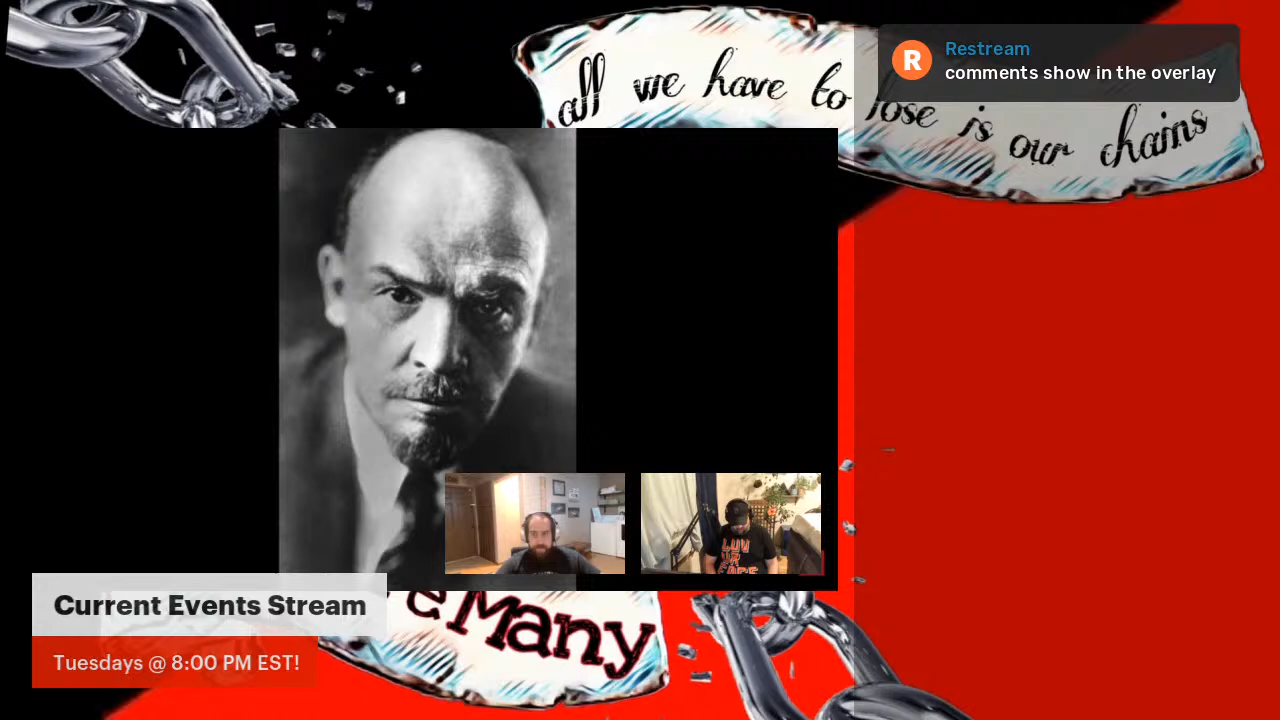 all we have to lose is our chains
R
Restream
comments show in the overlay
e Many
Current Events Stream
Tuesdays @ 8:00 PM EST!
LUV